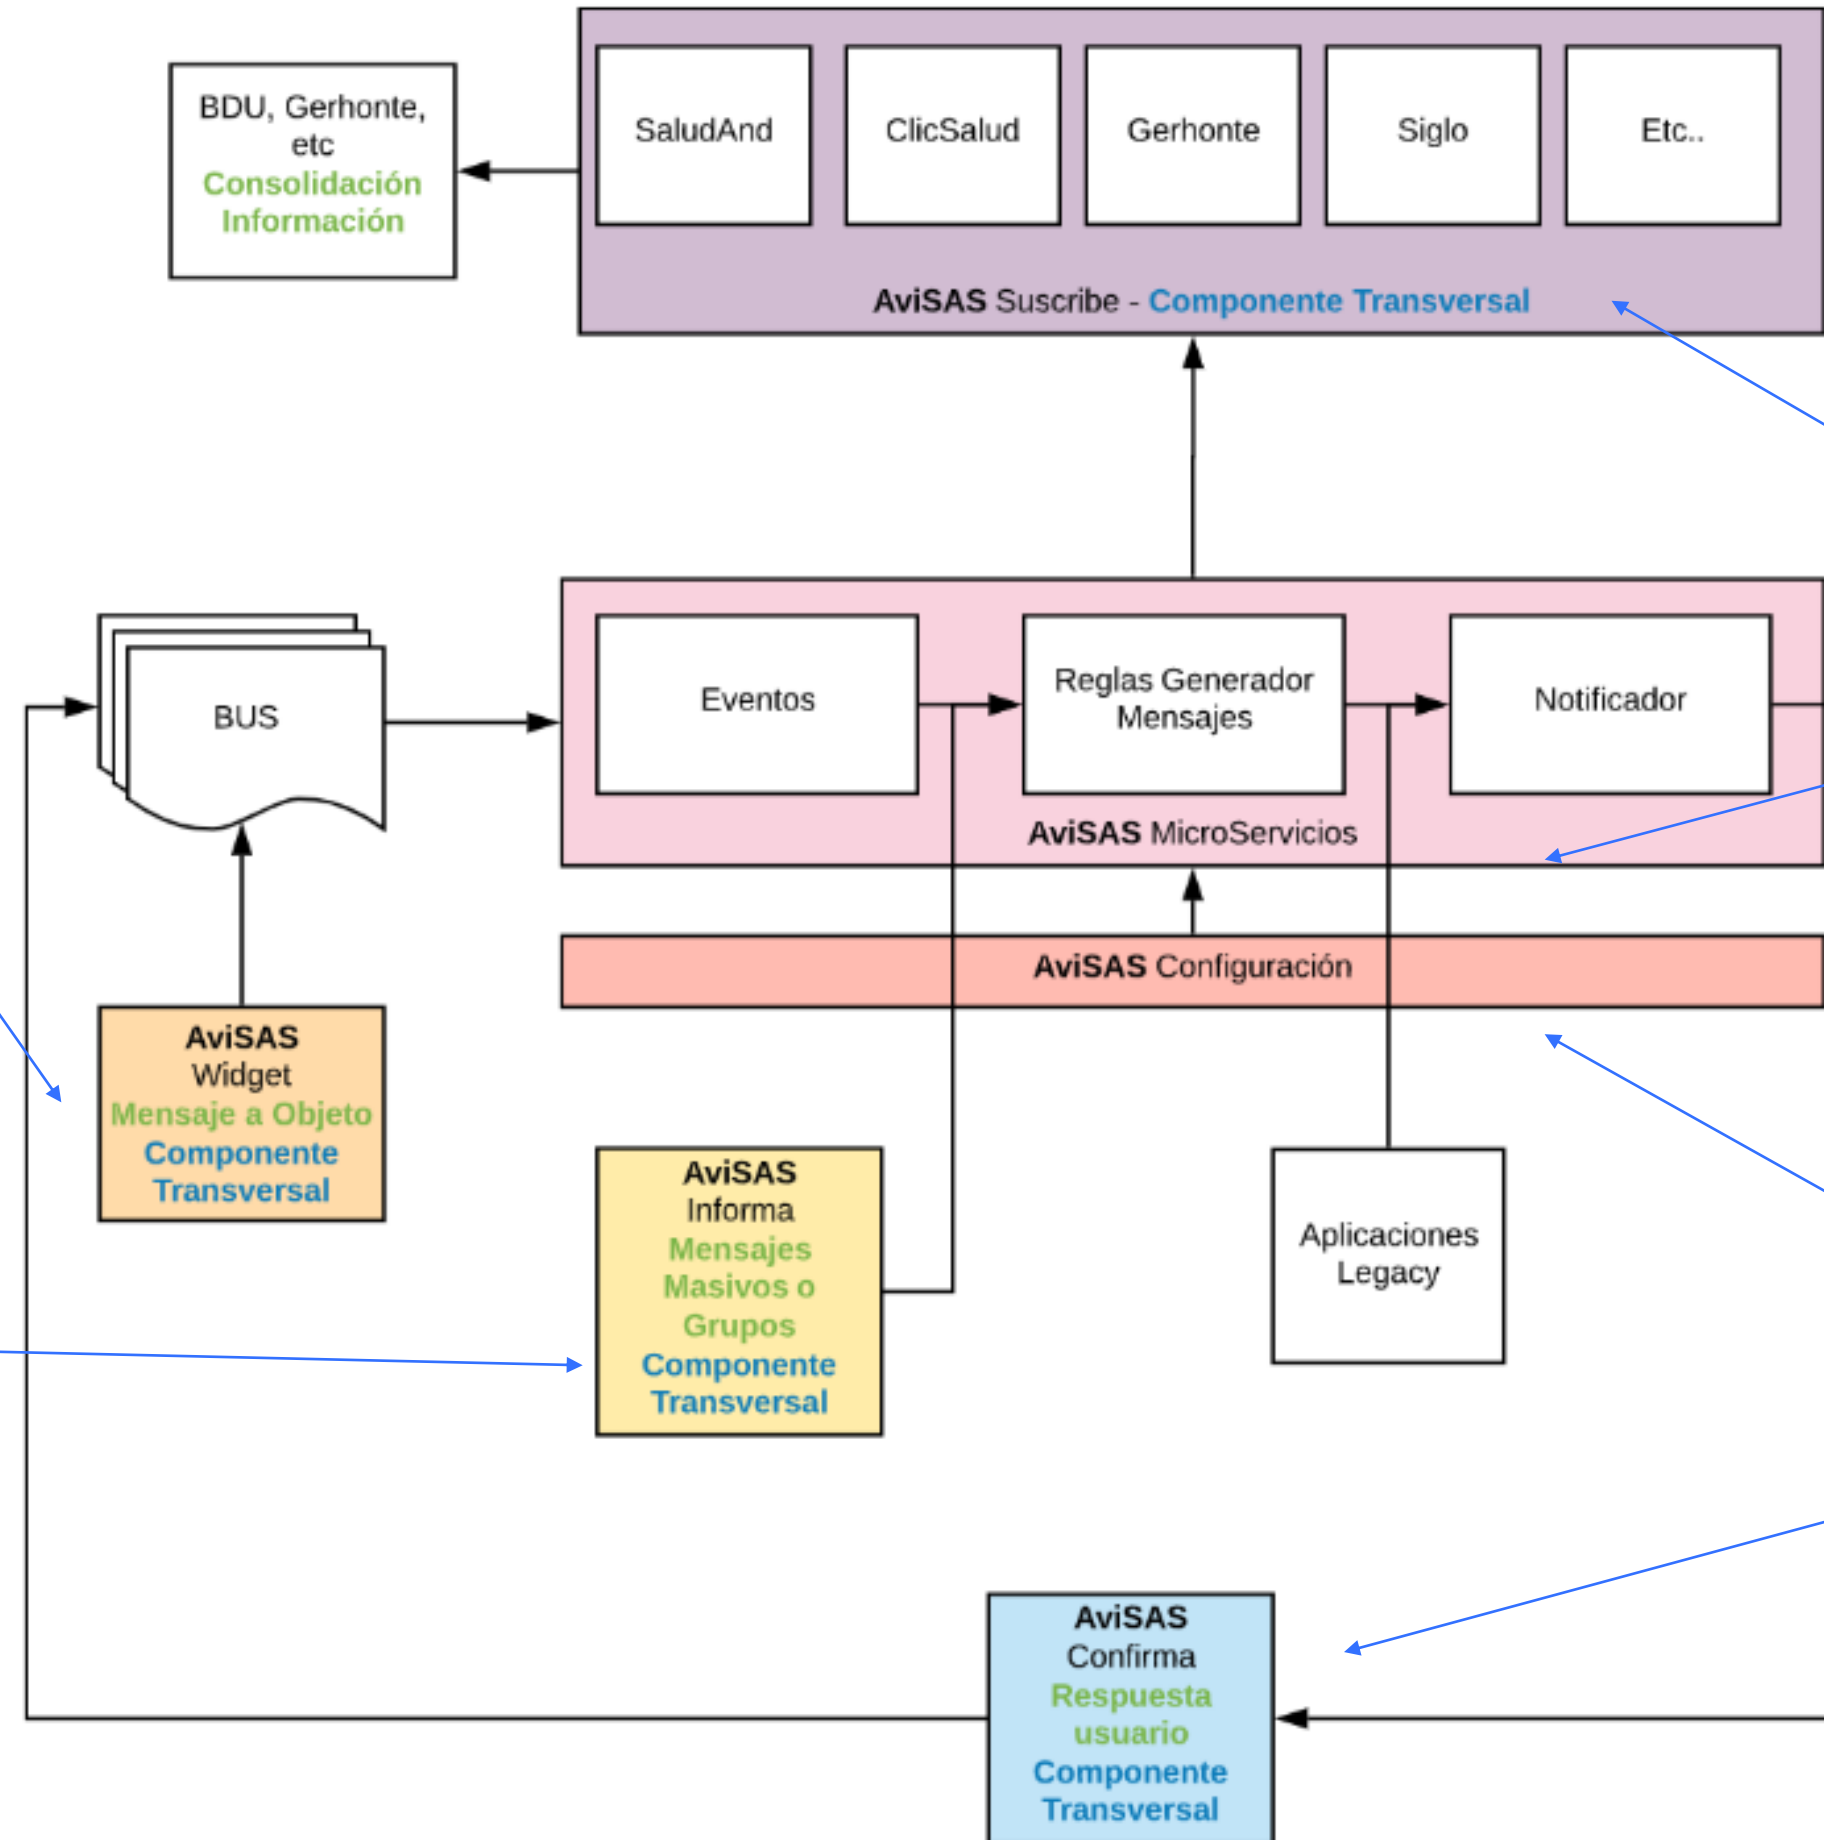 BDU, Gerhonte,
etc
Consolidación
Información
SaludAnd
ClicSalud
Gerhonte
Siglo
Etc..
AviSAS Suscribe - Componente Transversal
BUS
Eventos
Reglas Generador
Mensajes
Notificador
AviSAS MicroServicios
AviSAS Configuración
AviSAS
Widget
Mensaje a Objeto
Componente
Transversal
AviSAS
Informa
Mensajes
Masivos o
Grupos
Componente
Transversal
Aplicaciones
Legacy
AviSAS
Confirma
Respuesta
usuario
Componente
Transversal